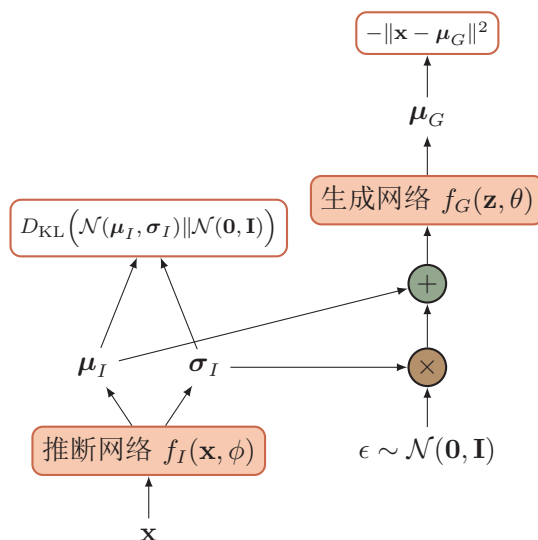 −‖x − μ_G‖²
μ_G
生成网络 f_G(z, θ)
D_KL(𝒩(μ_I, σ_I)‖𝒩(0, I))
+
μ_I σ_I ×
推断网络 f_I(x, ϕ) ϵ ∼ 𝒩(0, I)
x